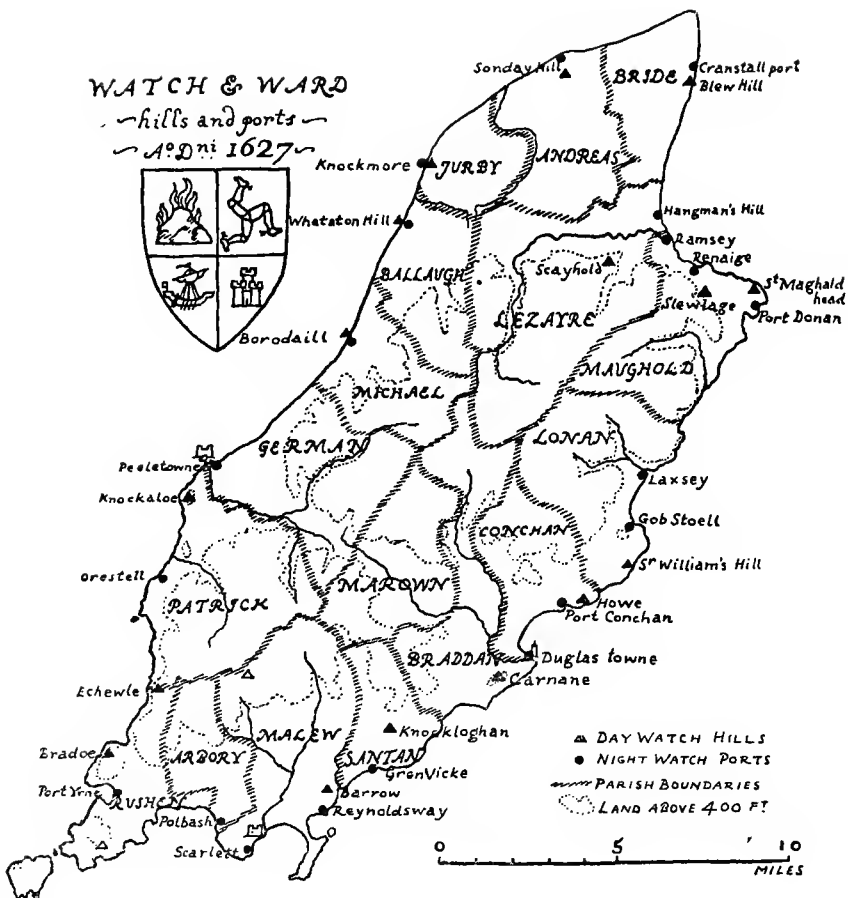 WATCH & WARD
hills and ports
Aº. Dni 1627
Sonday Hill
BRIDE
Cranstall port
Blew Hill
Knockmore
JURBY
ANDREAS
Whataton Hill
Hangman's Hill
Ramsey
Renaige
BALLAUGH
Scayhold
St Maghald
head
Slewlage
Port Donan
LEZAYRE
Borodaill
MAUGHOLD
MICHAEL
GERMAN
LONAN
Peeletowne
Laxsey
Knockaloe
Gob Stoell
CONCHAN
Sr William's Hill
Orestell
MAROWN
PATRICK
Howe
Port Conchan
BRADDAN
Duglas towne
Carnane
Echewle
Knockloghan
MALEW
DAY WATCH HILLS
Bradoe
ARBORY
SANTAN
NIGHT WATCH PORTS
GrenVicke
PARISH BOUNDARIES
Port Yrne
RUSHEN
Barrow
LAND ABOVE 400 FT
Reynoldsway
Polbash
Scarlett
0 5 10
MILES